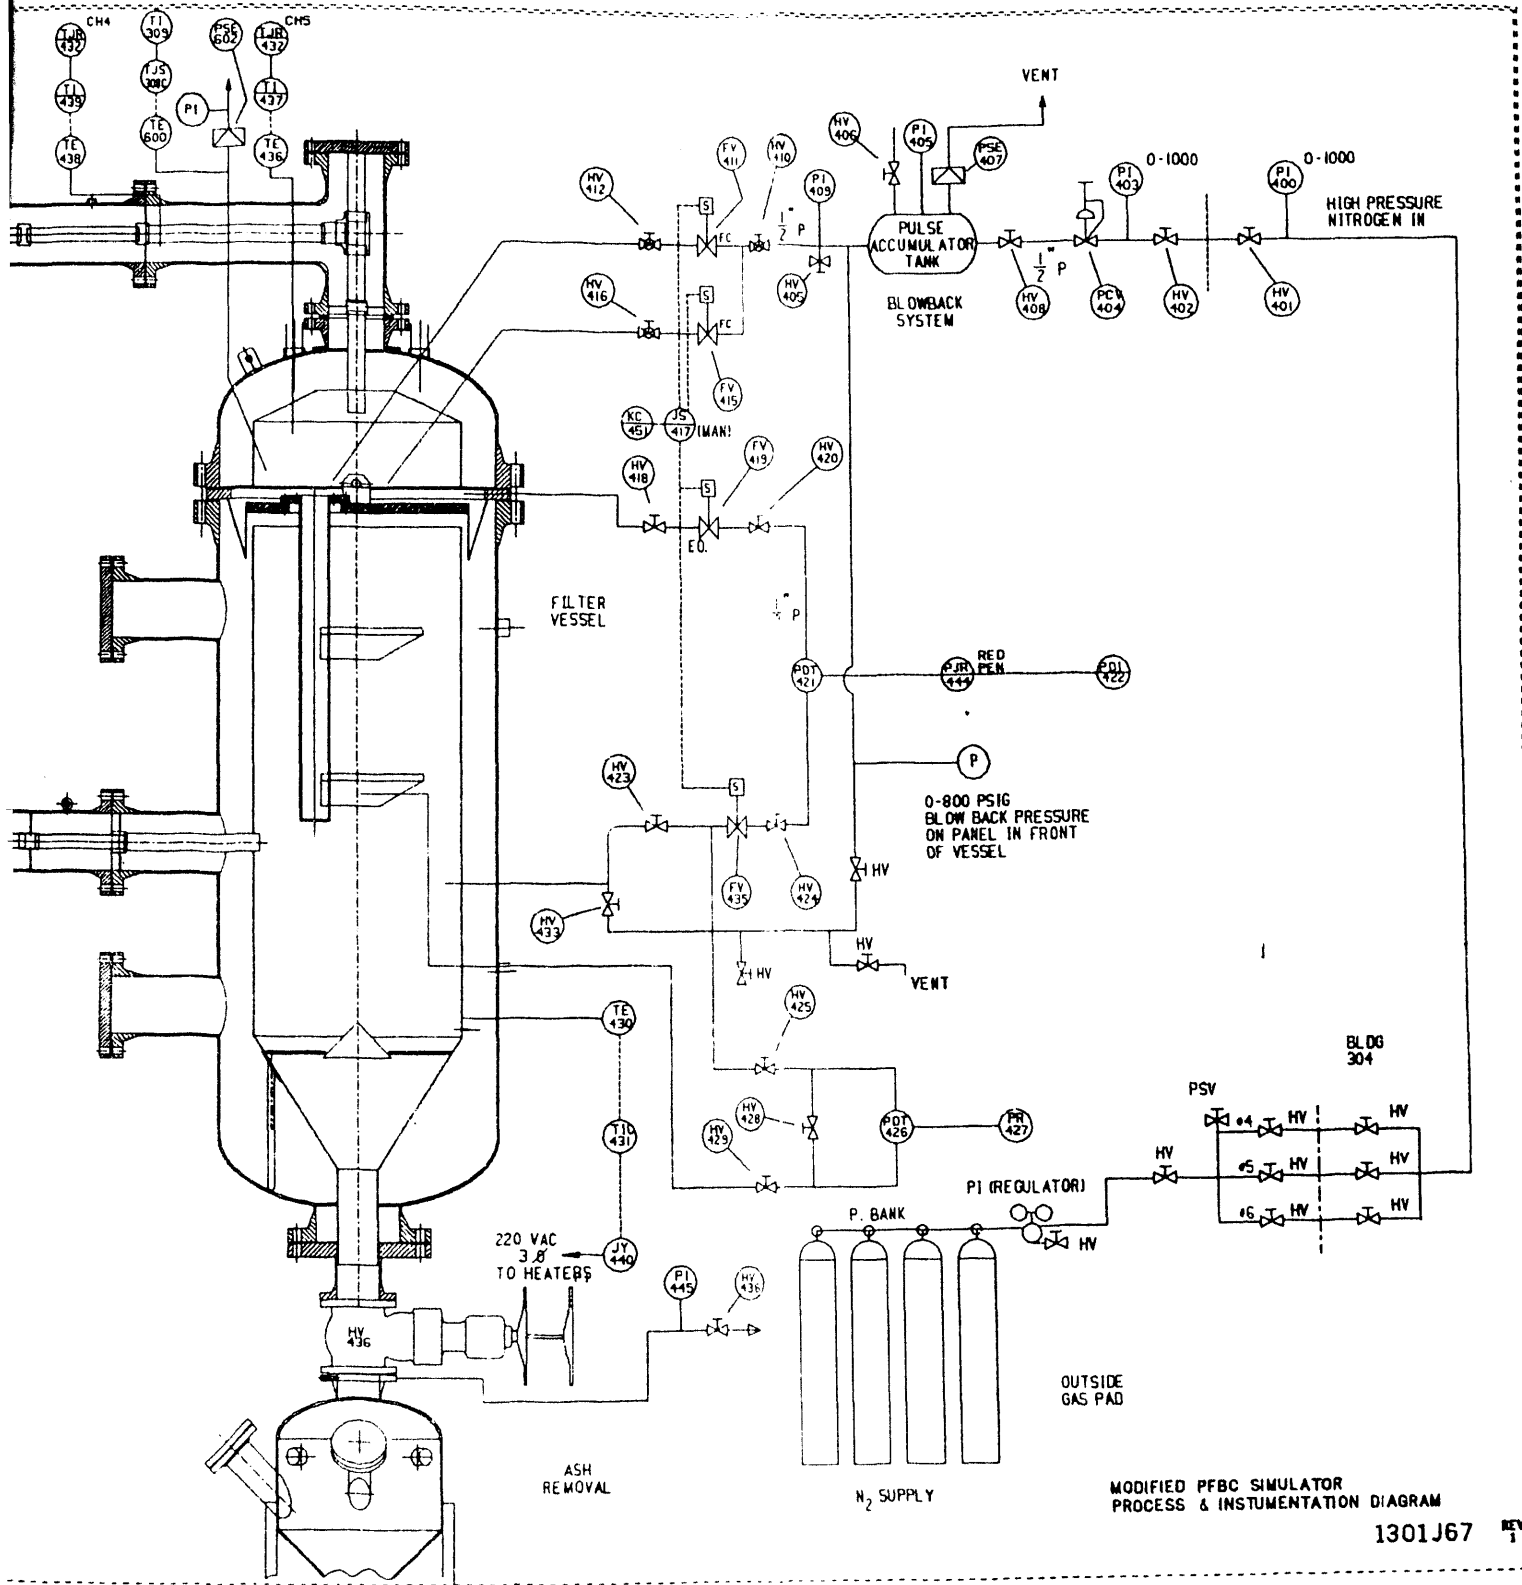 TJR
432
CH4
TI
439
TE
438
TI
309
TJS
308C
TE
600
PI
PSE
602
TJR
432
CH5
TI
437
TE
436
HV
412
FV
411
HV
410
S
FC
1/2" P
PI
409
HV
405
HV
406
PI
405
PSE
407
VENT
PULSE
ACCUMULATOR
TANK
BLOWBACK
SYSTEM
HV
408
1/2" P
PCV
404
PI
403
0-1000
HV
402
HV
401
PI
400
0-1000
HIGH PRESSURE
NITROGEN IN
HV
416
S
FC
FV
415
KC
451
JS
417
(MAN)
HV
418
FV
419
HV
420
S
EO.
FILTER
VESSEL
P
PDT
421
PJR
444
RED
PEN
PDI
422
HV
423
S
FV
435
HV
424
P
0-800 PSIG
BLOW BACK PRESSURE
ON PANEL IN FRONT
OF VESSEL
HV
HV
433
HV
HV
VENT
TE
430
TIC
431
JY
440
220 VAC
3 Ø
TO HEATERS
HV
425
HV
428
HV
429
PDT
426
PR
427
BLDG
304
PSV
#4
HV
HV
#5
HV
HV
#6
HV
HV
HV
PI (REGULATOR)
HV
P. BANK
HV
436
PI
445
HV
436
OUTSIDE
GAS PAD
ASH
REMOVAL
N2 SUPPLY
MODIFIED PFBC SIMULATOR
PROCESS & INSTUMENTATION DIAGRAM
1301J67
REV
1